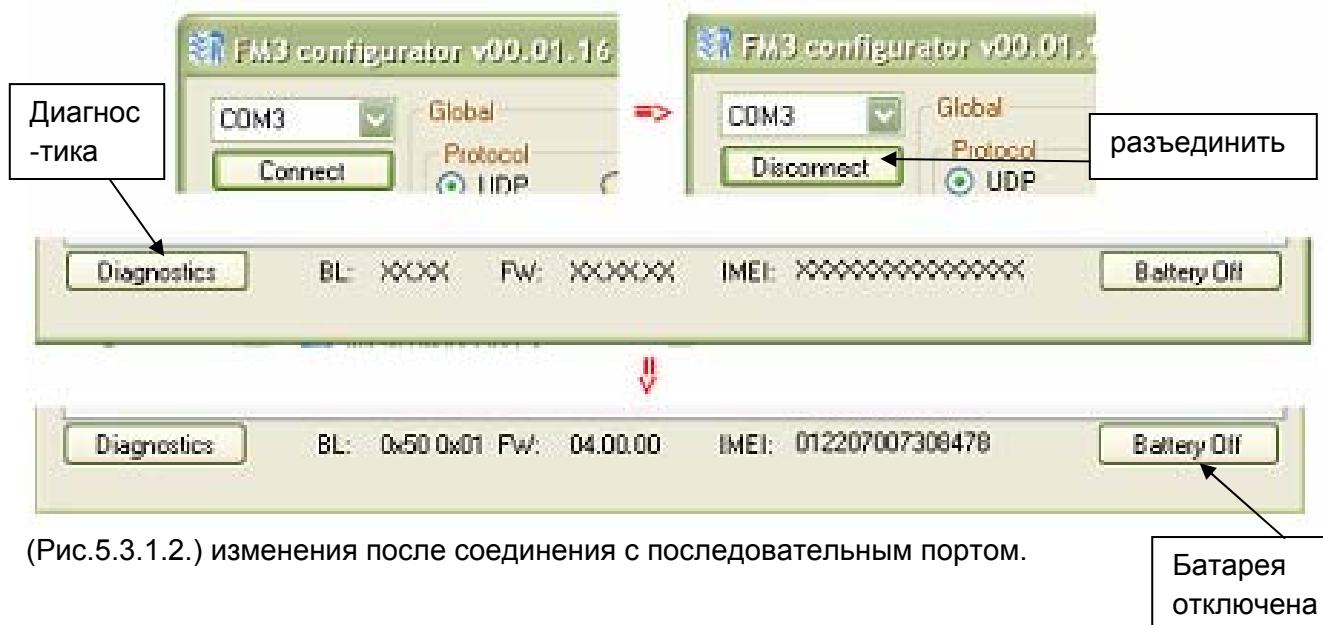 FM3 configurator v00.01.16
FM3 configurator v00.01.1
Диагнос
-тика
COM3
Global
=>
COM3
Global
разъединить
Connect
Protocol
UDP
Disconnect
Protocol
UDP
Diagnostics BL: XXXXX FW: XXXXXXX IMEI: XXXXXXXXXXXXXXX Battery Off
=>
Diagnostics BL: 0x50 0x01 FW: 04.00.00 IMEI: 012207007308478 Battery Off
(Рис.5.3.1.2.) изменения после соединения с последовательным портом.
Батарея
отключена